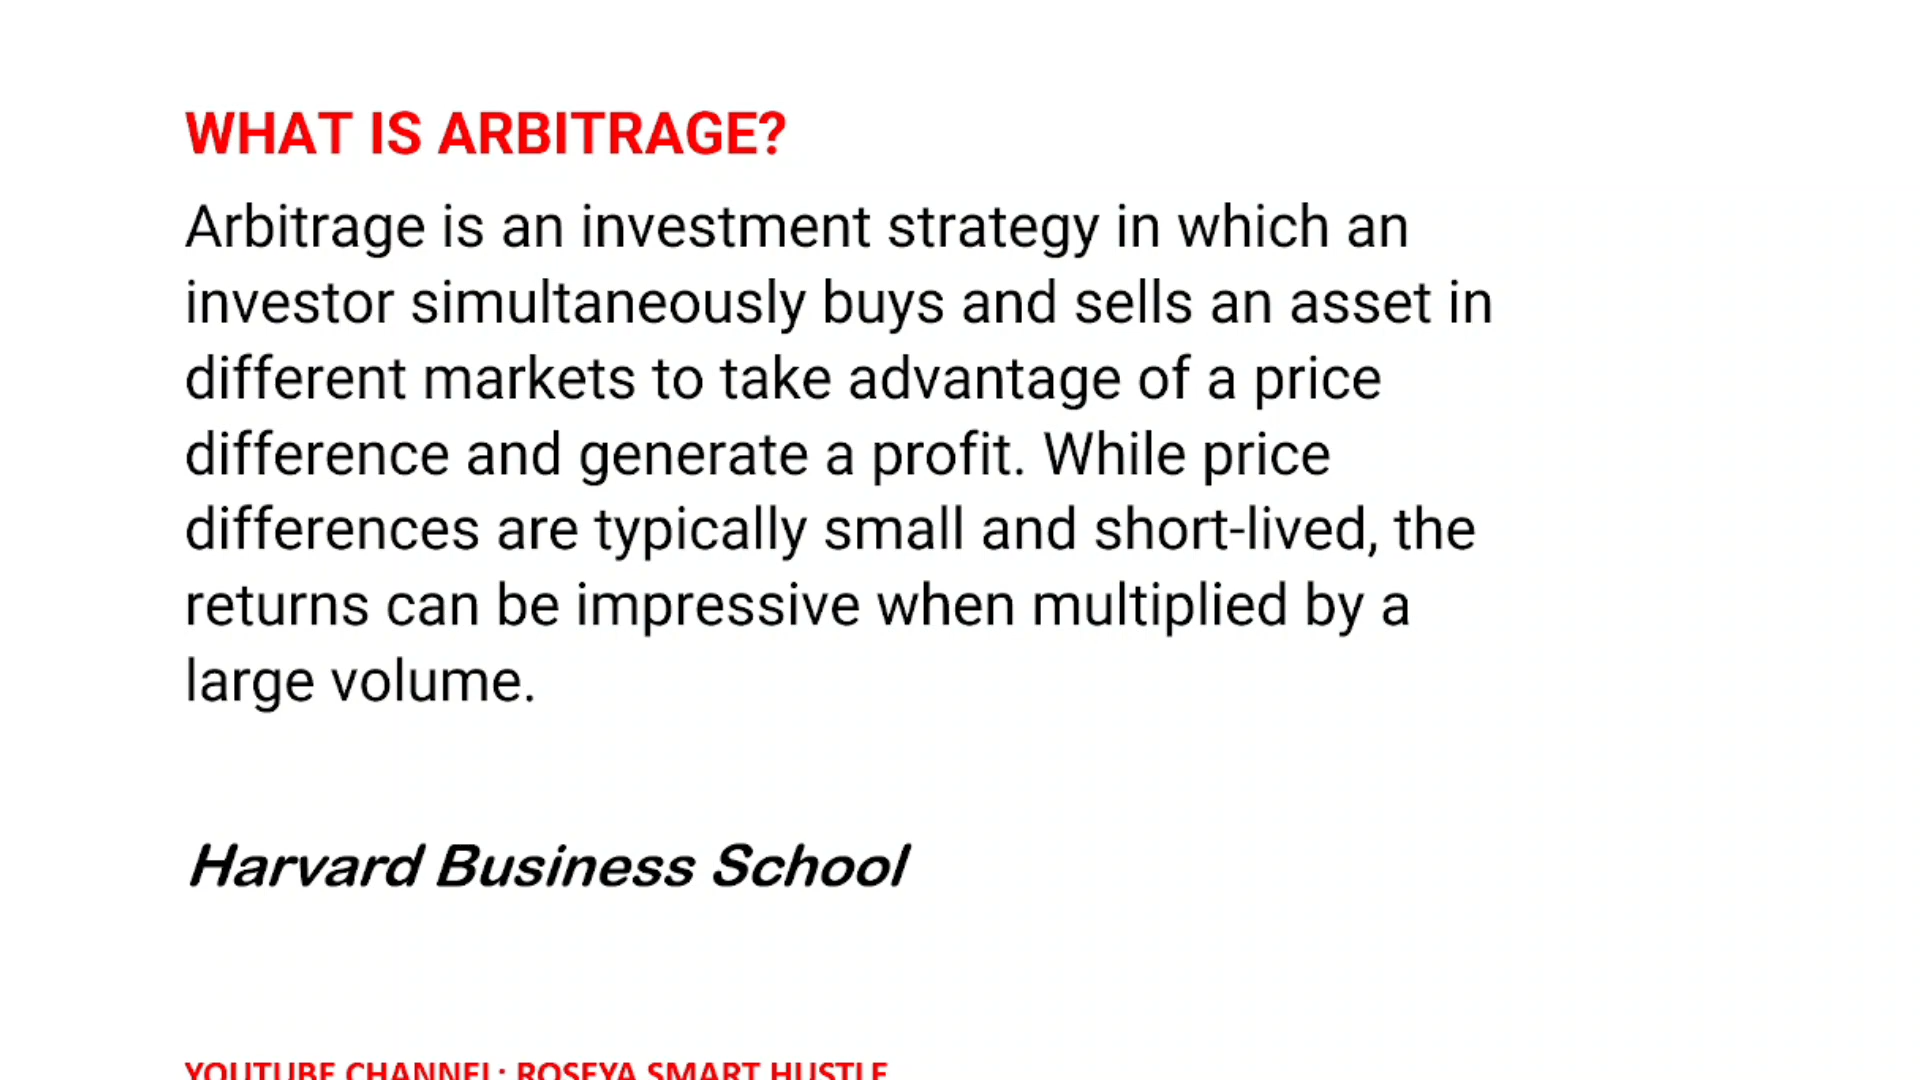 WHAT IS ARBITRAGE?
Arbitrage is an investment strategy in which an
investor simultaneously buys and sells an asset in
different markets to take advantage of a price
difference and generate a profit. While price
differences are typically small and short-lived, the
returns can be impressive when multiplied by a
large volume.
Harvard Business School
YOUTUBE CHANNEL: ROSEYA SMART HUSTLE